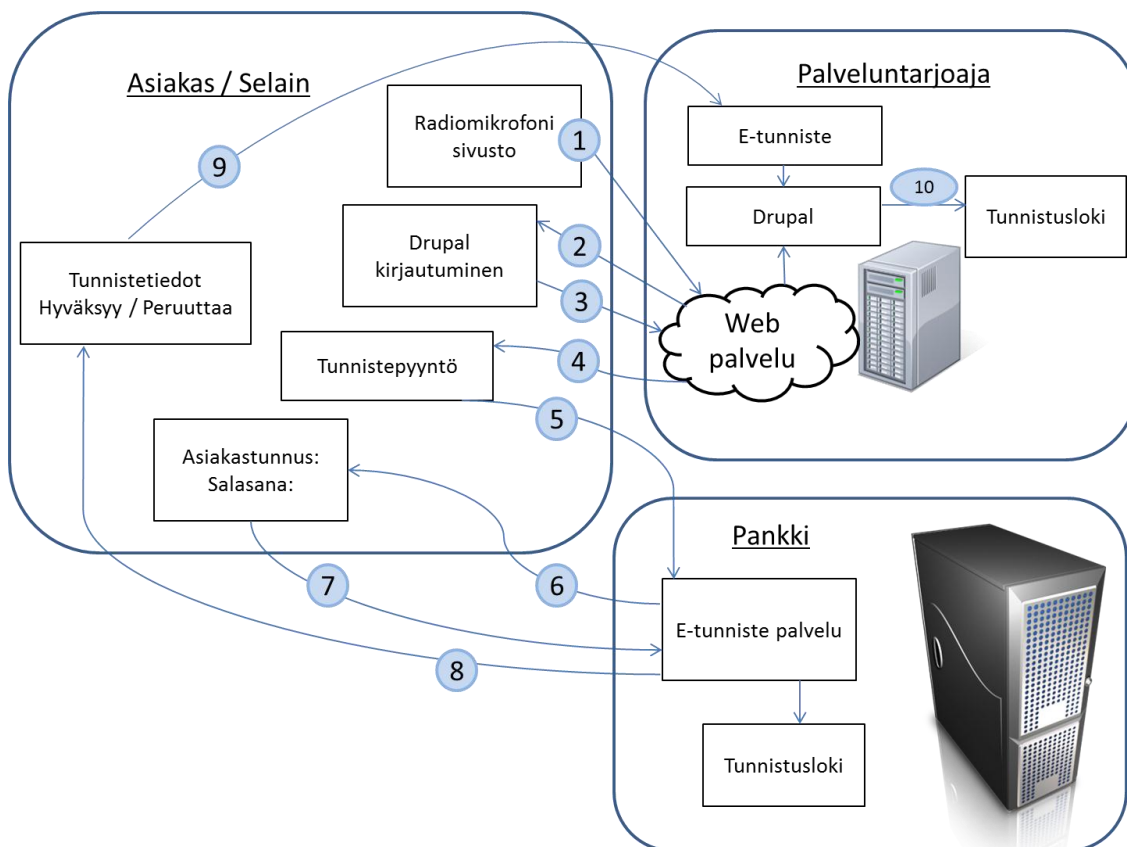 Asiakas / Selain
Radiomikrofoni
sivusto
1
9
Drupal
kirjautuminen
2
3
Tunnistetiedot
Hyväksyy / Peruuttaa
Tunnistepyyntö
4
5
Asiakastunnus:
Salasana:
7
6
8
Palveluntarjoaja
E-tunniste
Drupal
10
Tunnistusloki
Web
palvelu
Pankki
E-tunniste palvelu
Tunnistusloki